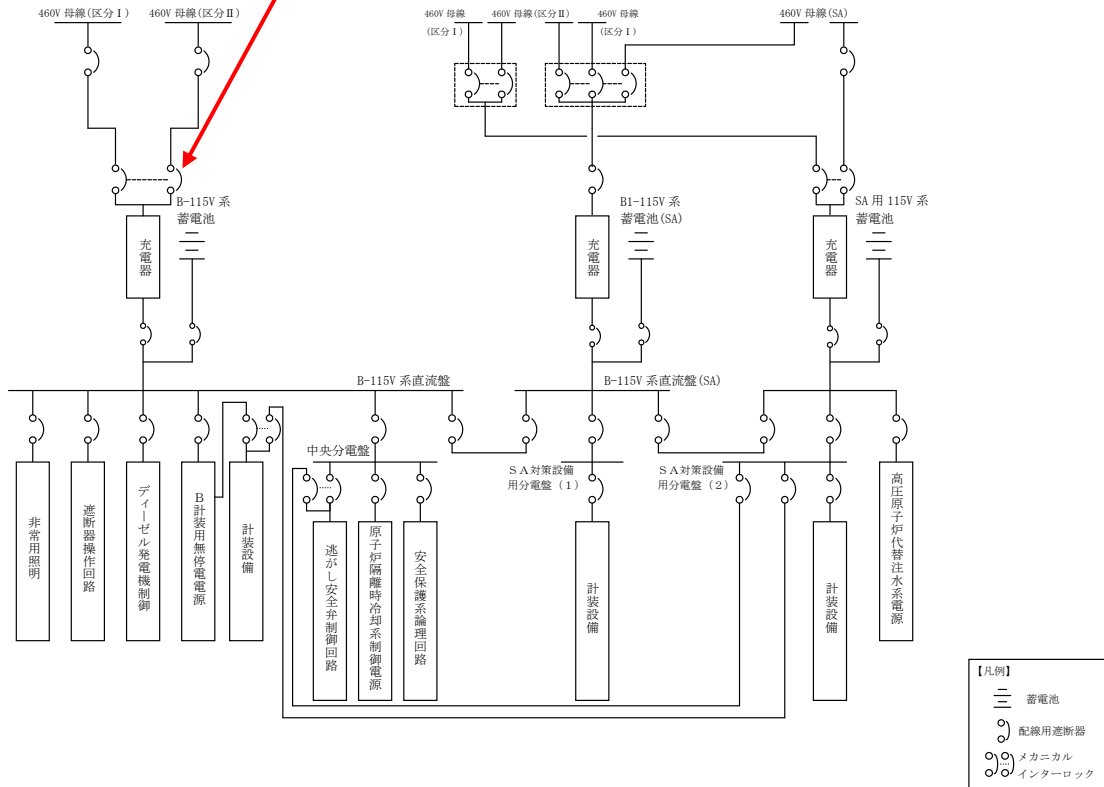 460V 母線(区分Ⅰ)
460V 母線(区分Ⅱ)
460V 母線
(区分Ⅰ)
460V 母線(区分Ⅱ)
460V 母線
(区分Ⅰ)
460V 母線(SA)
B-115V 系
蓄電池
充電器
B1-115V 系
蓄電池(SA)
充電器
SA 用 115V 系
蓄電池
充電器
B-115V 系直流盤
B-115V 系直流盤(SA)
中央分電盤
SA対策設備
用分電盤（1）
SA対策設備
用分電盤（2）
非常用照明
遮断器操作回路
ディーゼル発電機制御
B計装用無停電電源
計装設備
逃がし安全弁制御回路
原子炉隔離時冷却系制御電源
安全保護系論理回路
計装設備
計装設備
高圧原子炉代替注水系電源
【凡例】
蓄電池
配線用遮断器
メカニカル
インターロック